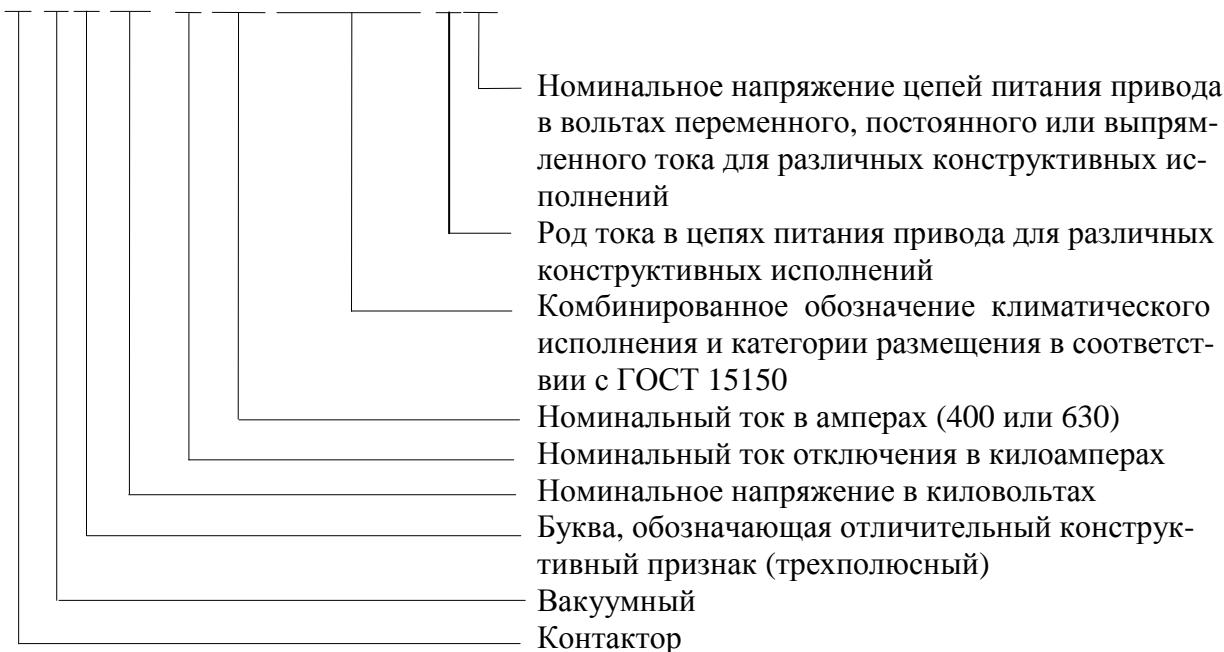 Номинальное напряжение цепей питания привода
в вольтах переменного, постоянного или выпрям-
ленного тока для различных конструктивных ис-
полнений
Род тока в цепях питания привода для различных
конструктивных исполнений
Комбинированное обозначение климатического
исполнения и категории размещения в соответст-
вии с ГОСТ 15150
Номинальный ток в амперах (400 или 630)
Номинальный ток отключения в килоамперах
Номинальное напряжение в киловольтах
Буква, обозначающая отличительный конструк-
тивный признак (трехполюсный)
Вакуумный
Контактор